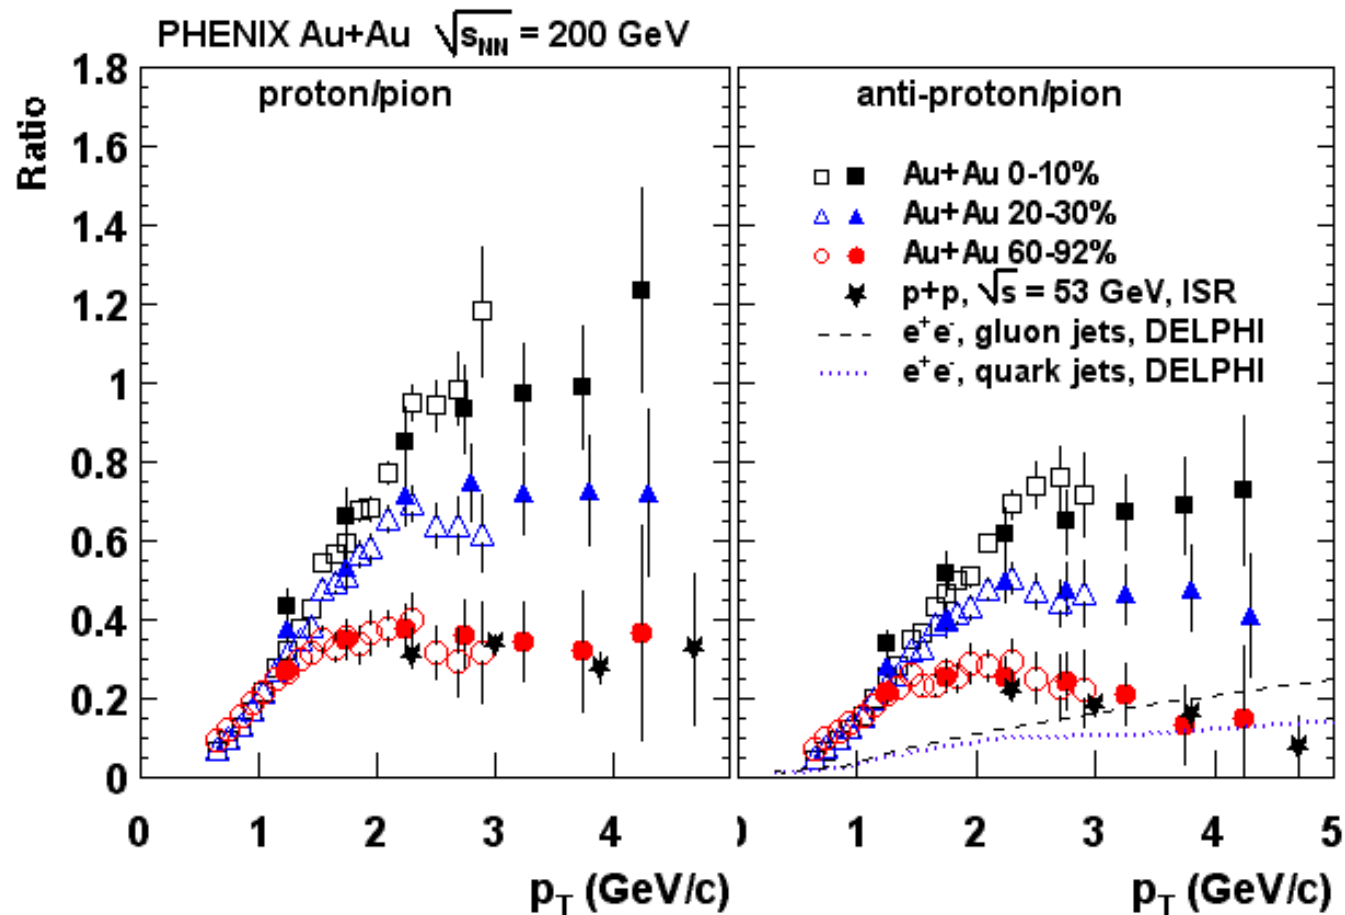 PHENIX Au+Au √sNN = 200 GeV
Ratio
1.8
1.6
1.4
1.2
1
0.8
0.6
0.4
0.2
0
proton/pion
0 1 2 3 4
pT (GeV/c)
anti-proton/pion
Au+Au 0-10%
Au+Au 20-30%
Au+Au 60-92%
p+p, √s = 53 GeV, ISR
e+e-, gluon jets, DELPHI
e+e-, quark jets, DELPHI
1 2 3 4 5
pT (GeV/c)